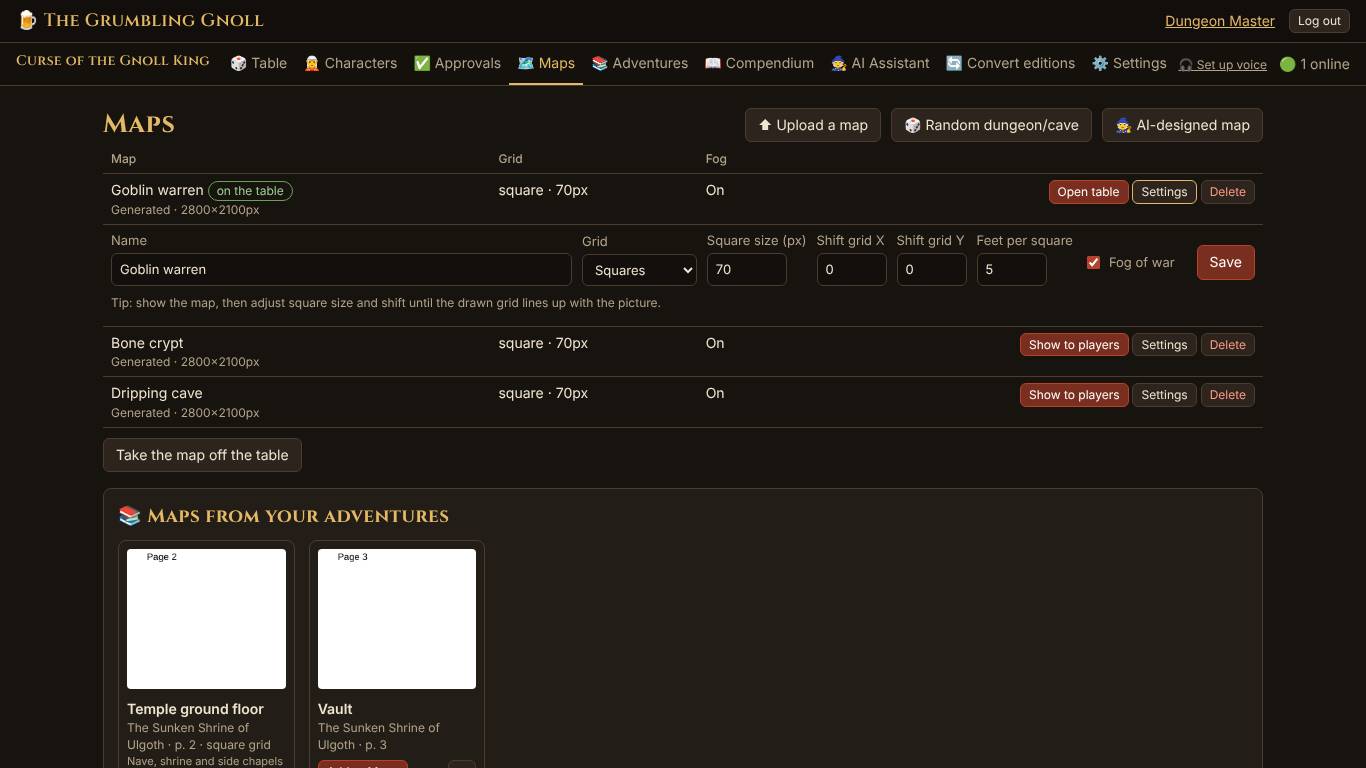 The Grumbling Gnoll
Dungeon Master
Log out
Curse of the Gnoll King
Table
Characters
Approvals
Maps
Adventures
Compendium
AI Assistant
Convert editions
Settings
Set up voice
1 online
Maps
Upload a map
Random dungeon/cave
AI-designed map
Map Grid Fog
Goblin warren on the table square · 70px On Open table Settings Delete
Generated · 2800×2100px
Name Grid Square size (px) Shift grid X Shift grid Y Feet per square
Goblin warren Squares 70 0 0 5 Fog of war Save
Tip: show the map, then adjust square size and shift until the drawn grid lines up with the picture.
Bone crypt square · 70px On Show to players Settings Delete
Generated · 2800×2100px
Dripping cave square · 70px On Show to players Settings Delete
Generated · 2800×2100px
Take the map off the table
Maps from your adventures
Page 2
Temple ground floor
The Sunken Shrine of
Ulgoth · p. 2 · square grid
Nave, shrine and side chapels
Page 3
Vault
The Sunken Shrine of
Ulgoth · p. 3